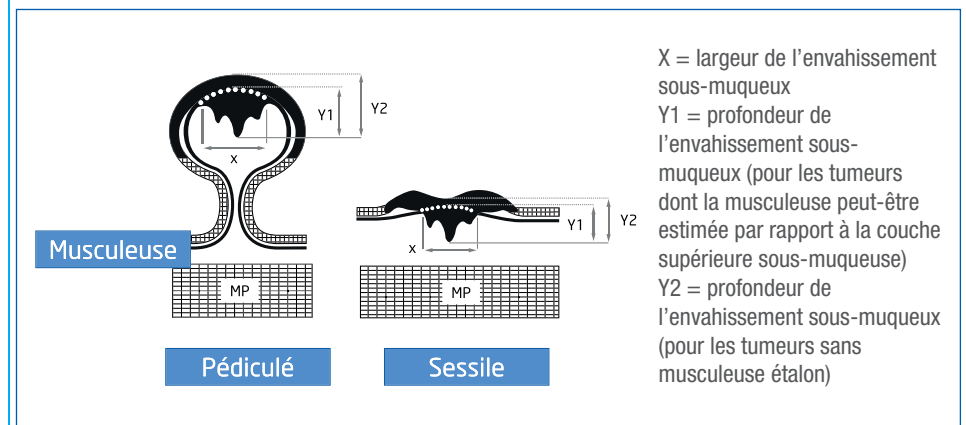 Y1
Y2
x
Musculeuse
MP
Pédiculé
Y1
Y2
x
MP
Sessile
X = largeur de l'envahissement
sous-muqueux
Y1 = profondeur de
l'envahissement sous-
muqueux (pour les tumeurs
dont la musculeuse peut-être
estimée par rapport à la couche
supérieure sous-muqueuse)
Y2 = profondeur de
l'envahissement sous-muqueux
(pour les tumeurs sans
musculeuse étalon)